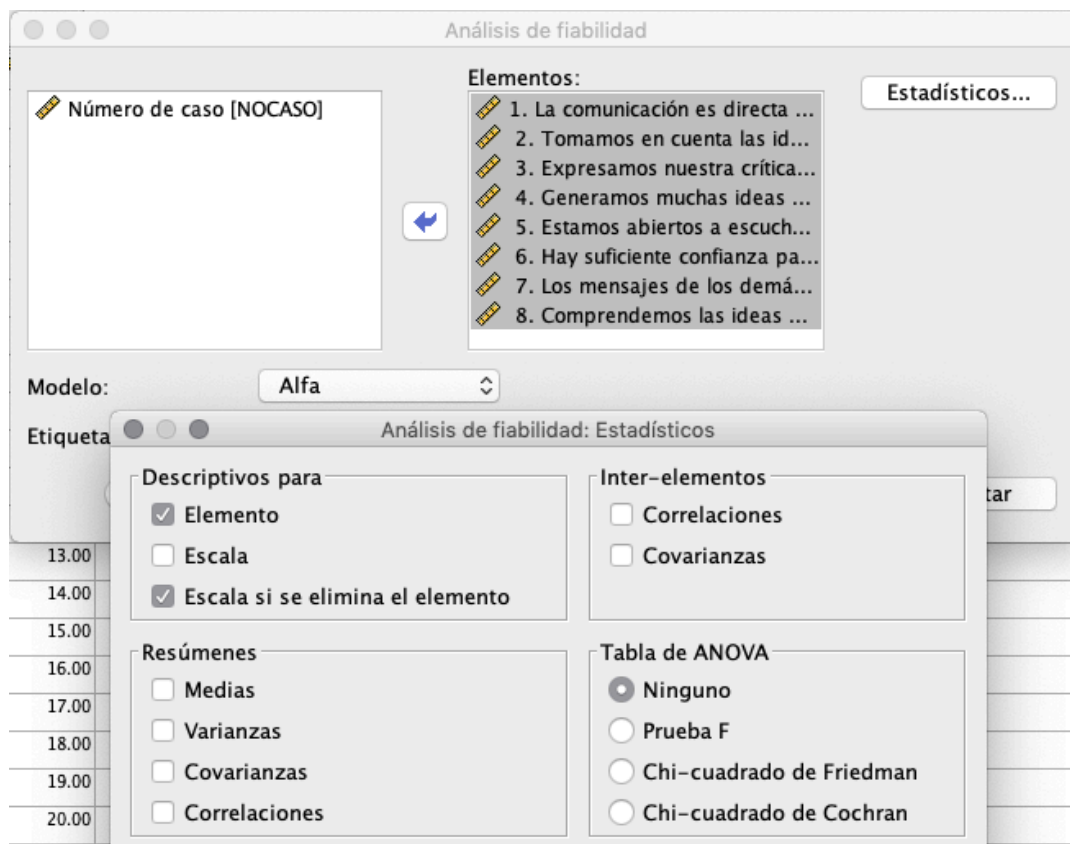 Análisis de fiabilidad
Número de caso [NOCASO]
Elementos:
1. La comunicación es directa ...
2. Tomamos en cuenta las id...
3. Expresamos nuestra crítica...
4. Generamos muchas ideas ...
5. Estamos abiertos a escuch...
6. Hay suficiente confianza pa...
7. Los mensajes de los demá...
8. Comprendemos las ideas ...
Estadísticos...
Modelo: Alfa
Etiqueta
tar
Análisis de fiabilidad: Estadísticos
Descriptivos para
Elemento
Escala
Escala si se elimina el elemento
Inter-elementos
Correlaciones
Covarianzas
Resúmenes
Medias
Varianzas
Covarianzas
Correlaciones
Tabla de ANOVA
Ninguno
Prueba F
Chi-cuadrado de Friedman
Chi-cuadrado de Cochran
13.00
14.00
15.00
16.00
17.00
18.00
19.00
20.00